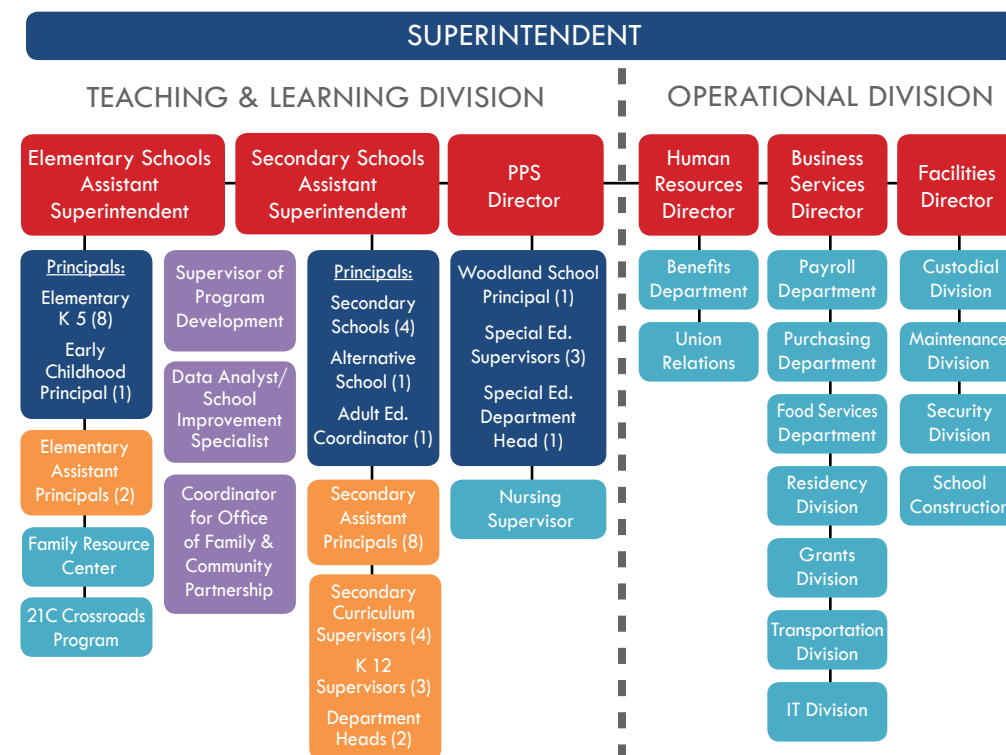 SUPERINTENDENT
TEACHING & LEARNING DIVISION
OPERATIONAL DIVISION
Elementary Schools
Assistant
Superintendent
Secondary Schools
Assistant
Superintendent
PPS
Director
Human
Resources
Director
Business
Services
Director
Facilities
Director
Principals:
Elementary
K 5 (8)
Early
Childhood
Principal (1)
Elementary
Assistant
Principals (2)
Family Resource
Center
21C Crossroads
Program
Supervisor of
Program
Development
Data Analyst/
School
Improvement
Specialist
Coordinator
for Office
of Family &
Community
Partnership
Principals:
Secondary
Schools (4)
Alternative
School (1)
Adult Ed.
Coordinator (1)
Secondary
Assistant
Principals (8)
Secondary
Curriculum
Supervisors (4)
K 12
Supervisors (3)
Department
Heads (2)
Woodland School
Principal (1)
Special Ed.
Supervisors (3)
Special Ed.
Department
Head (1)
Nursing
Supervisor
Benefits
Department
Union
Relations
Payroll
Department
Purchasing
Department
Food Services
Department
Residency
Division
Grants
Division
Transportation
Division
IT Division
Custodial
Division
Maintenance
Division
Security
Division
School
Construction